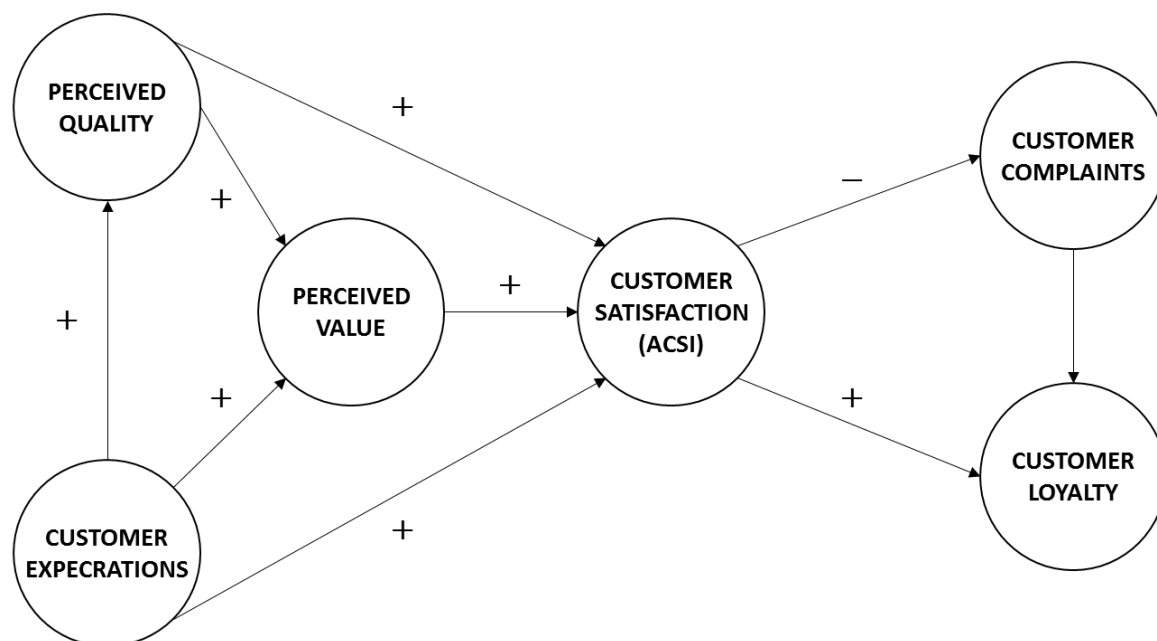 PERCEIVED
QUALITY
+
+
CUSTOMER
COMPLAINTS
−
+
PERCEIVED
VALUE
+
CUSTOMER
SATISFACTION
(ACSI)
+
+
+
CUSTOMER
LOYALTY
CUSTOMER
EXPECRATIONS
+